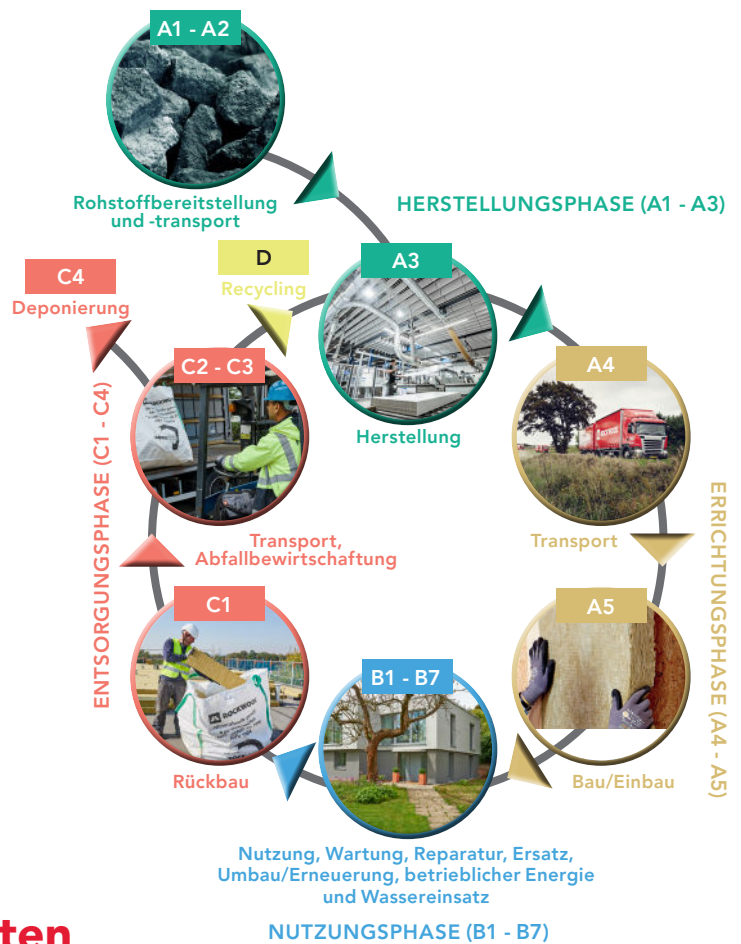 A1 - A2
Rohstoffbereitstellung
und -transport
HERSTELLUNGSPHASE (A1 - A3)
A3
Herstellung
D
Recycling
C4
Deponierung
C2 - C3
Transport,
Abfallbewirtschaftung
ENTSORGUNGSPHASE (C1 - C4)
A4
Transport
ERRICHTUNGSPHASE (A4 - A5)
A5
Bau/Einbau
C1
ROCKWOOL
Rückbau
B1 - B7
Nutzung, Wartung, Reparatur, Ersatz,
Umbau/Erneuerung, betrieblicher Energie
und Wassereinsatz
NUTZUNGSPHASE (B1 - B7)
ten